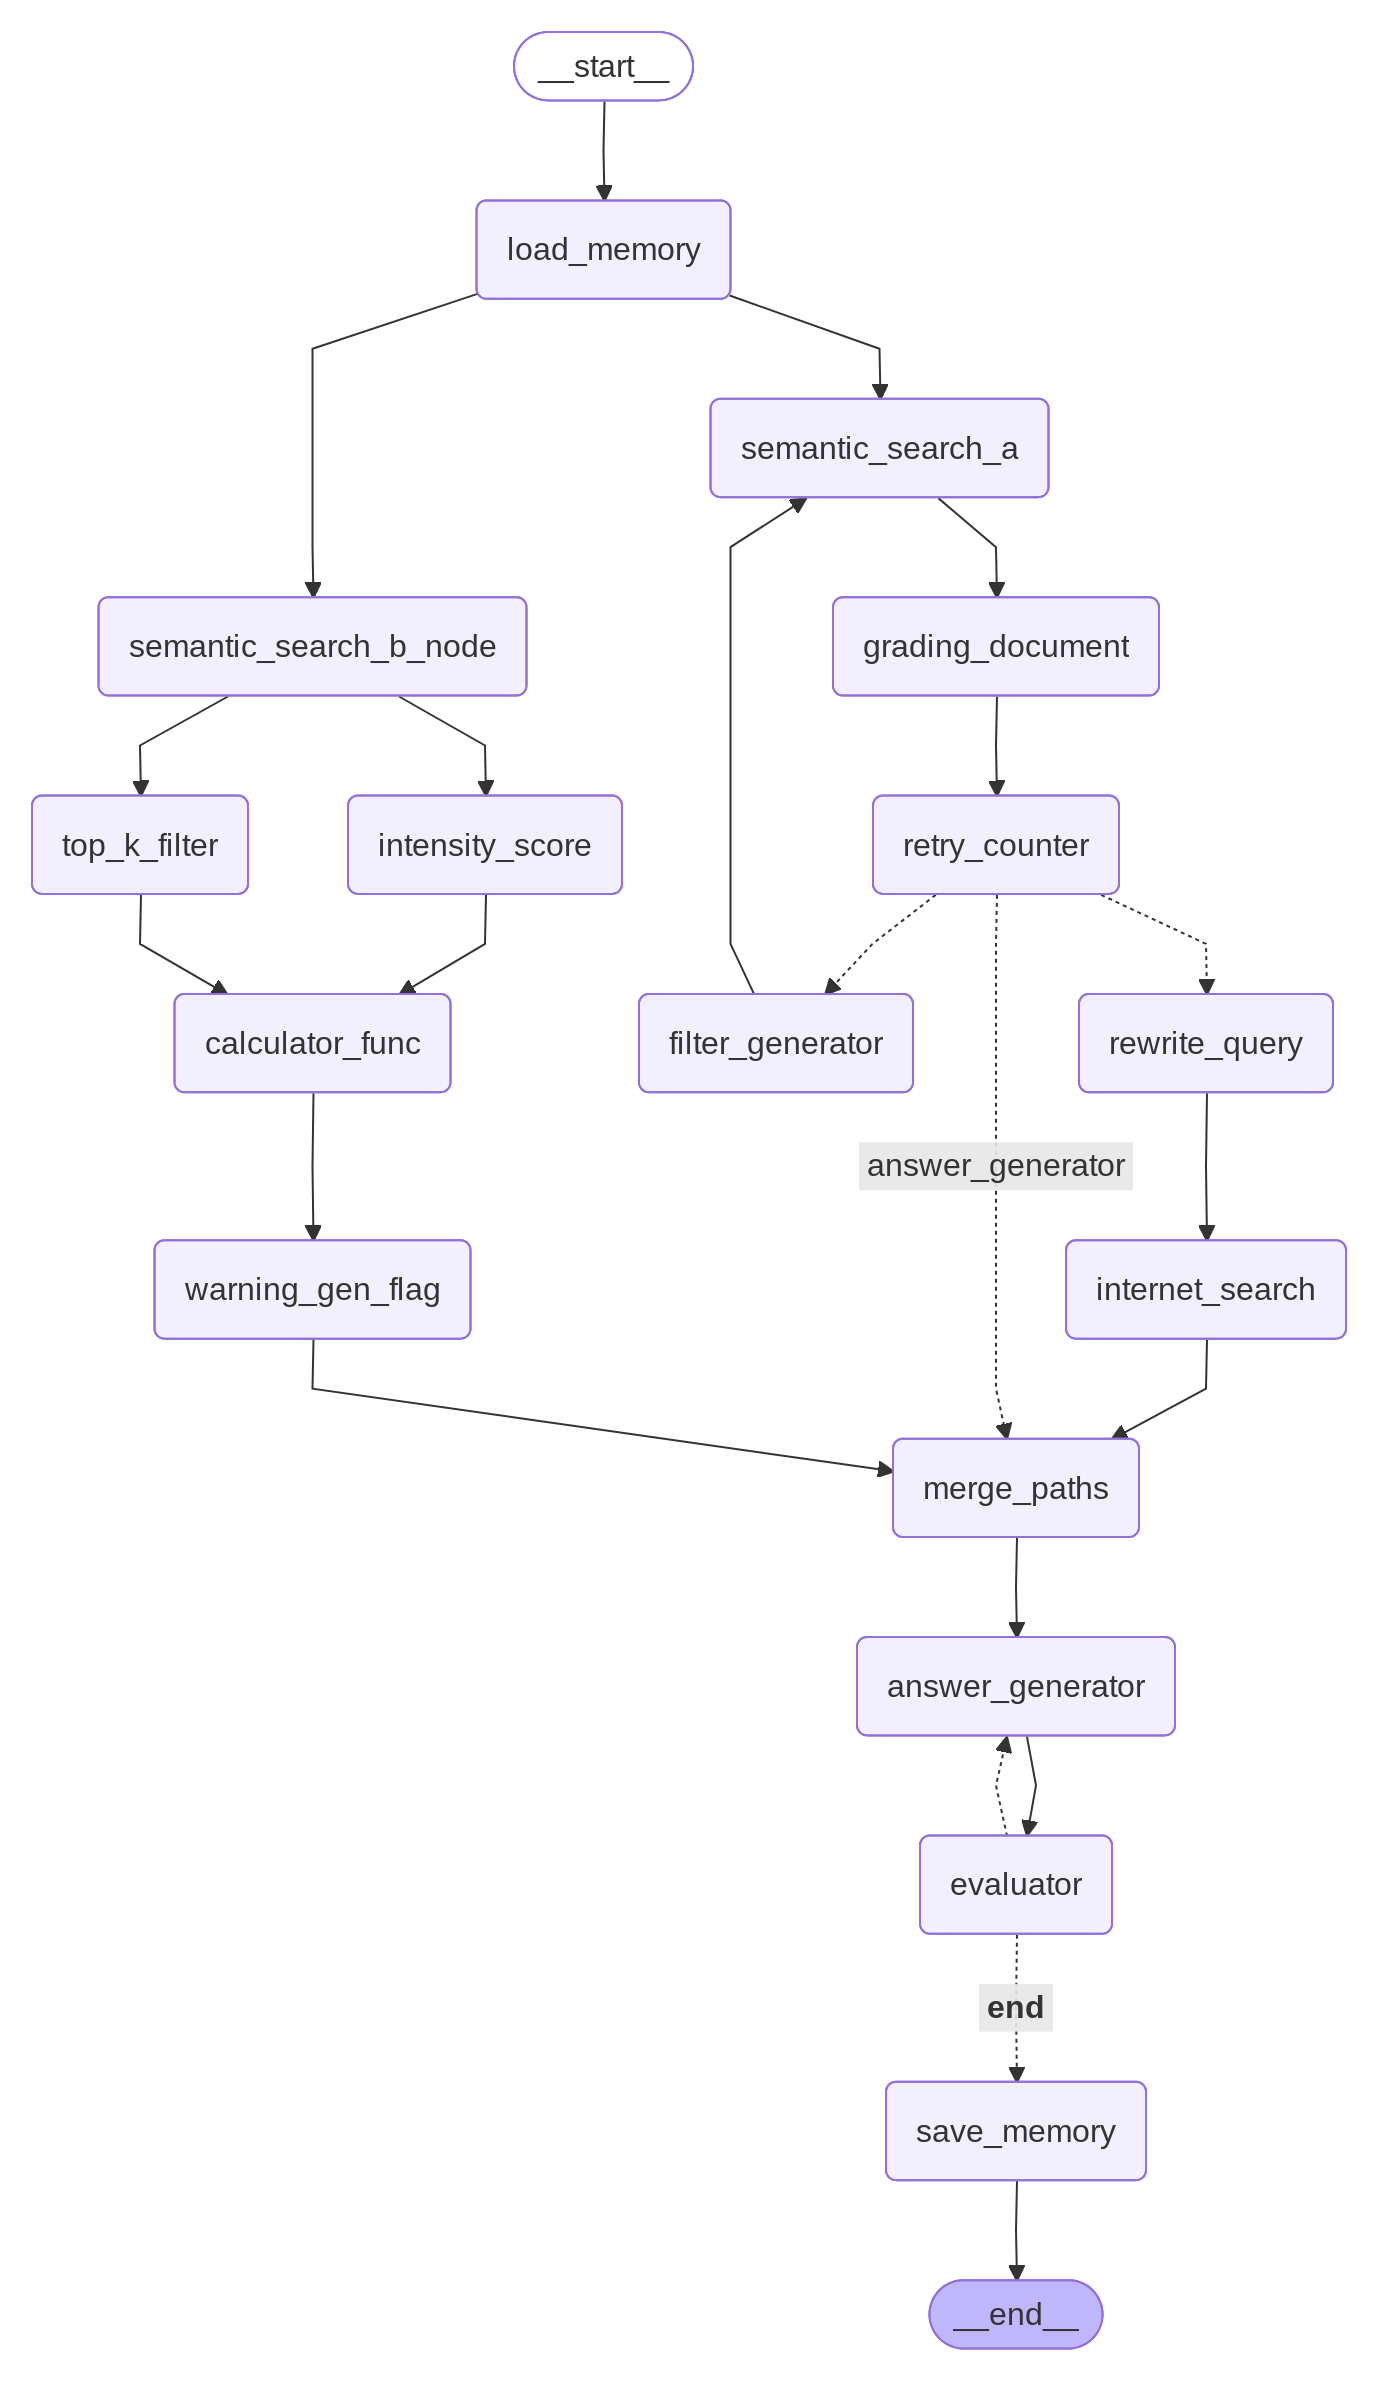 __start__
load_memory
semantic_search_a
semantic_search_b_node
grading_document
top_k_filter
intensity_score
retry_counter
calculator_func
filter_generator
rewrite_query
answer_generator
warning_gen_flag
internet_search
merge_paths
answer_generator
evaluator
end
save_memory
__end__